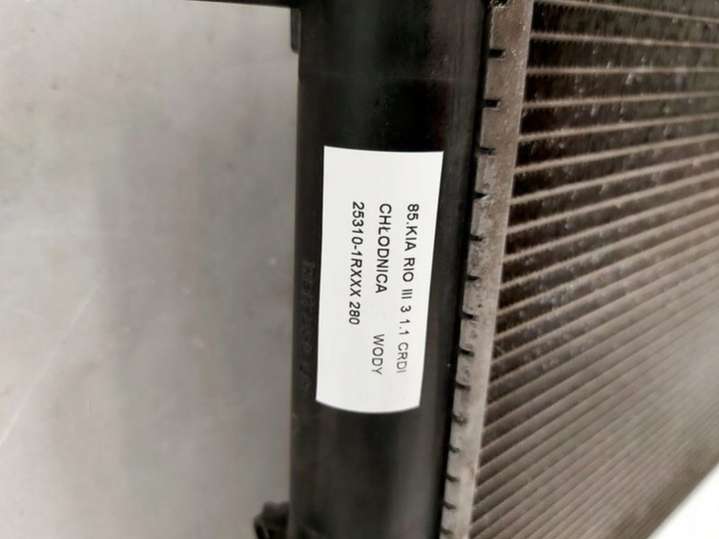 85.KIA RIO III 3 1.1 CRDI
CHŁODNICA WODY
25310-1RXXX 280